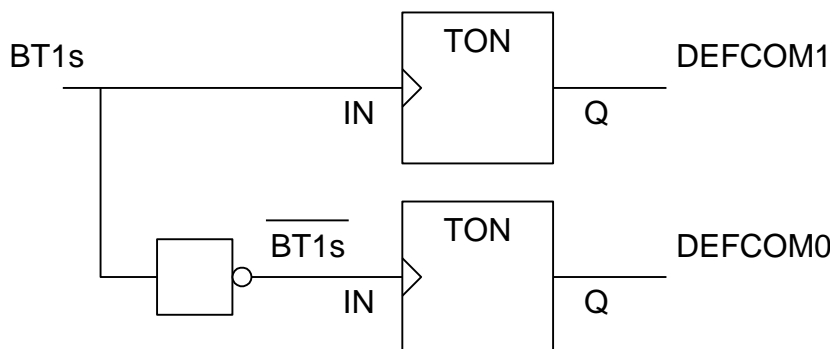 TON
BT1s
DEFCOM1
IN
Q
TON
BT1s
DEFCOM0
IN
Q